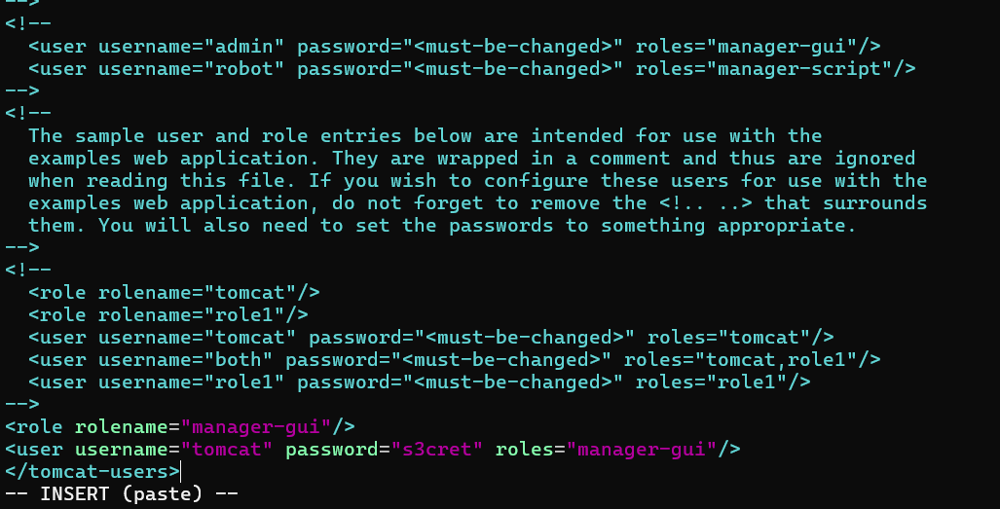 -->
<!--
  <user username="admin" password="<must-be-changed>" roles="manager-gui"/>
  <user username="robot" password="<must-be-changed>" roles="manager-script"/>
-->
<!--
  The sample user and role entries below are intended for use with the
  examples web application. They are wrapped in a comment and thus are ignored
  when reading this file. If you wish to configure these users for use with the
  examples web application, do not forget to remove the <!.. ..> that surrounds
  them. You will also need to set the passwords to something appropriate.
-->
<!--
  <role rolename="tomcat"/>
  <role rolename="role1"/>
  <user username="tomcat" password="<must-be-changed>" roles="tomcat"/>
  <user username="both" password="<must-be-changed>" roles="tomcat,role1"/>
  <user username="role1" password="<must-be-changed>" roles="role1"/>
-->
<role rolename="manager-gui"/>
<user username="tomcat" password="s3cret" roles="manager-gui"/>
</tomcat-users>
-- INSERT (paste) --